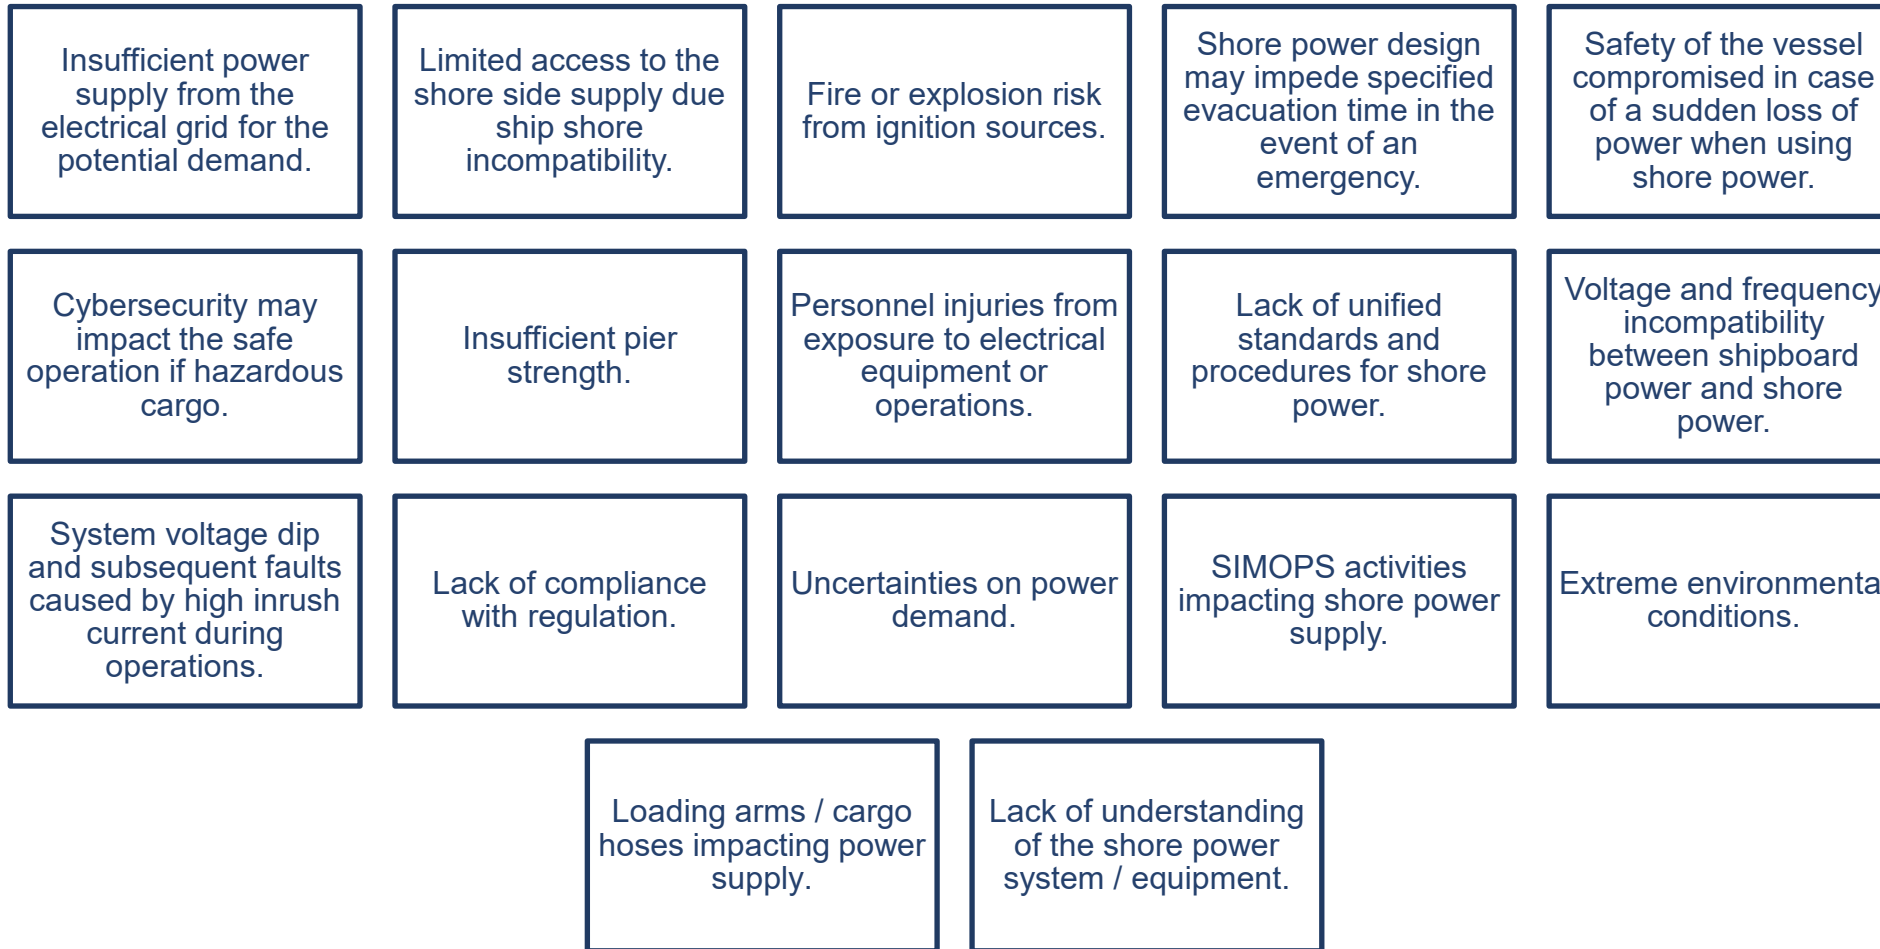 Insufficient power
supply from the
electrical grid for the
potential demand.
Limited access to the
shore side supply due
ship shore
incompatibility.
Fire or explosion risk
from ignition sources.
Shore power design
may impede specified
evacuation time in the
event of an
emergency.
Safety of the vessel
compromised in case
of a sudden loss of
power when using
shore power.
Cybersecurity may
impact the safe
operation if hazardous
cargo.
Insufficient pier
strength.
Personnel injuries from
exposure to electrical
equipment or
operations.
Lack of unified
standards and
procedures for shore
power.
Voltage and frequency
incompatibility
between shipboard
power and shore
power.
System voltage dip
and subsequent faults
caused by high inrush
current during
operations.
Lack of compliance
with regulation.
Uncertainties on power
demand.
SIMOPS activities
impacting shore power
supply.
Extreme environmenta
conditions.
Loading arms / cargo
hoses impacting power
supply.
Lack of understanding
of the shore power
system / equipment.